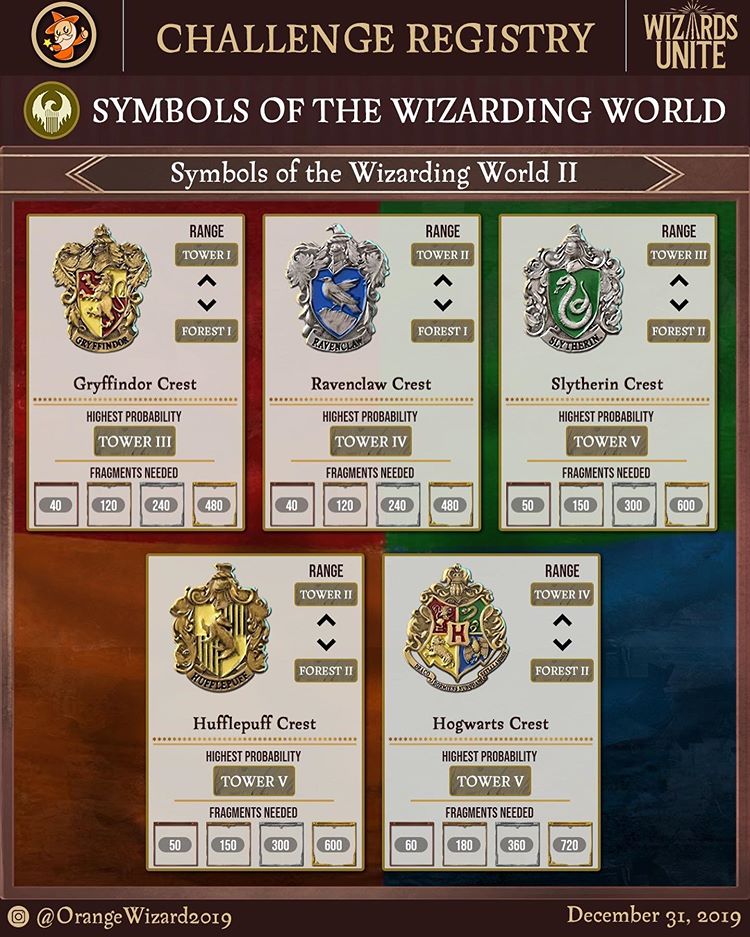 CHALLENGE REGISTRY
WIZARDS
UNITE
SYMBOLS OF THE WIZARDING WORLD
Symbols of the Wizarding World II
GRYFFINDOR
RANGE
TOWER I
FOREST I
Gryffindor Crest
HIGHEST PROBABILITY
TOWER III
FRAGMENTS NEEDED
40 120 240 480
RAVENCLAW
RANGE
TOWER II
FOREST I
Ravenclaw Crest
HIGHEST PROBABILITY
TOWER IV
FRAGMENTS NEEDED
40 120 240 480
SLYTHERIN
RANGE
TOWER III
FOREST II
Slytherin Crest
HIGHEST PROBABILITY
TOWER V
FRAGMENTS NEEDED
50 150 300 600
HUFFLEPUFF
RANGE
TOWER II
FOREST II
Hufflepuff Crest
HIGHEST PROBABILITY
TOWER V
FRAGMENTS NEEDED
50 150 300 600
H
RANGE
TOWER IV
FOREST II
Hogwarts Crest
HIGHEST PROBABILITY
TOWER V
FRAGMENTS NEEDED
60 180 360 720
@OrangeWizard2019
December 31, 2019